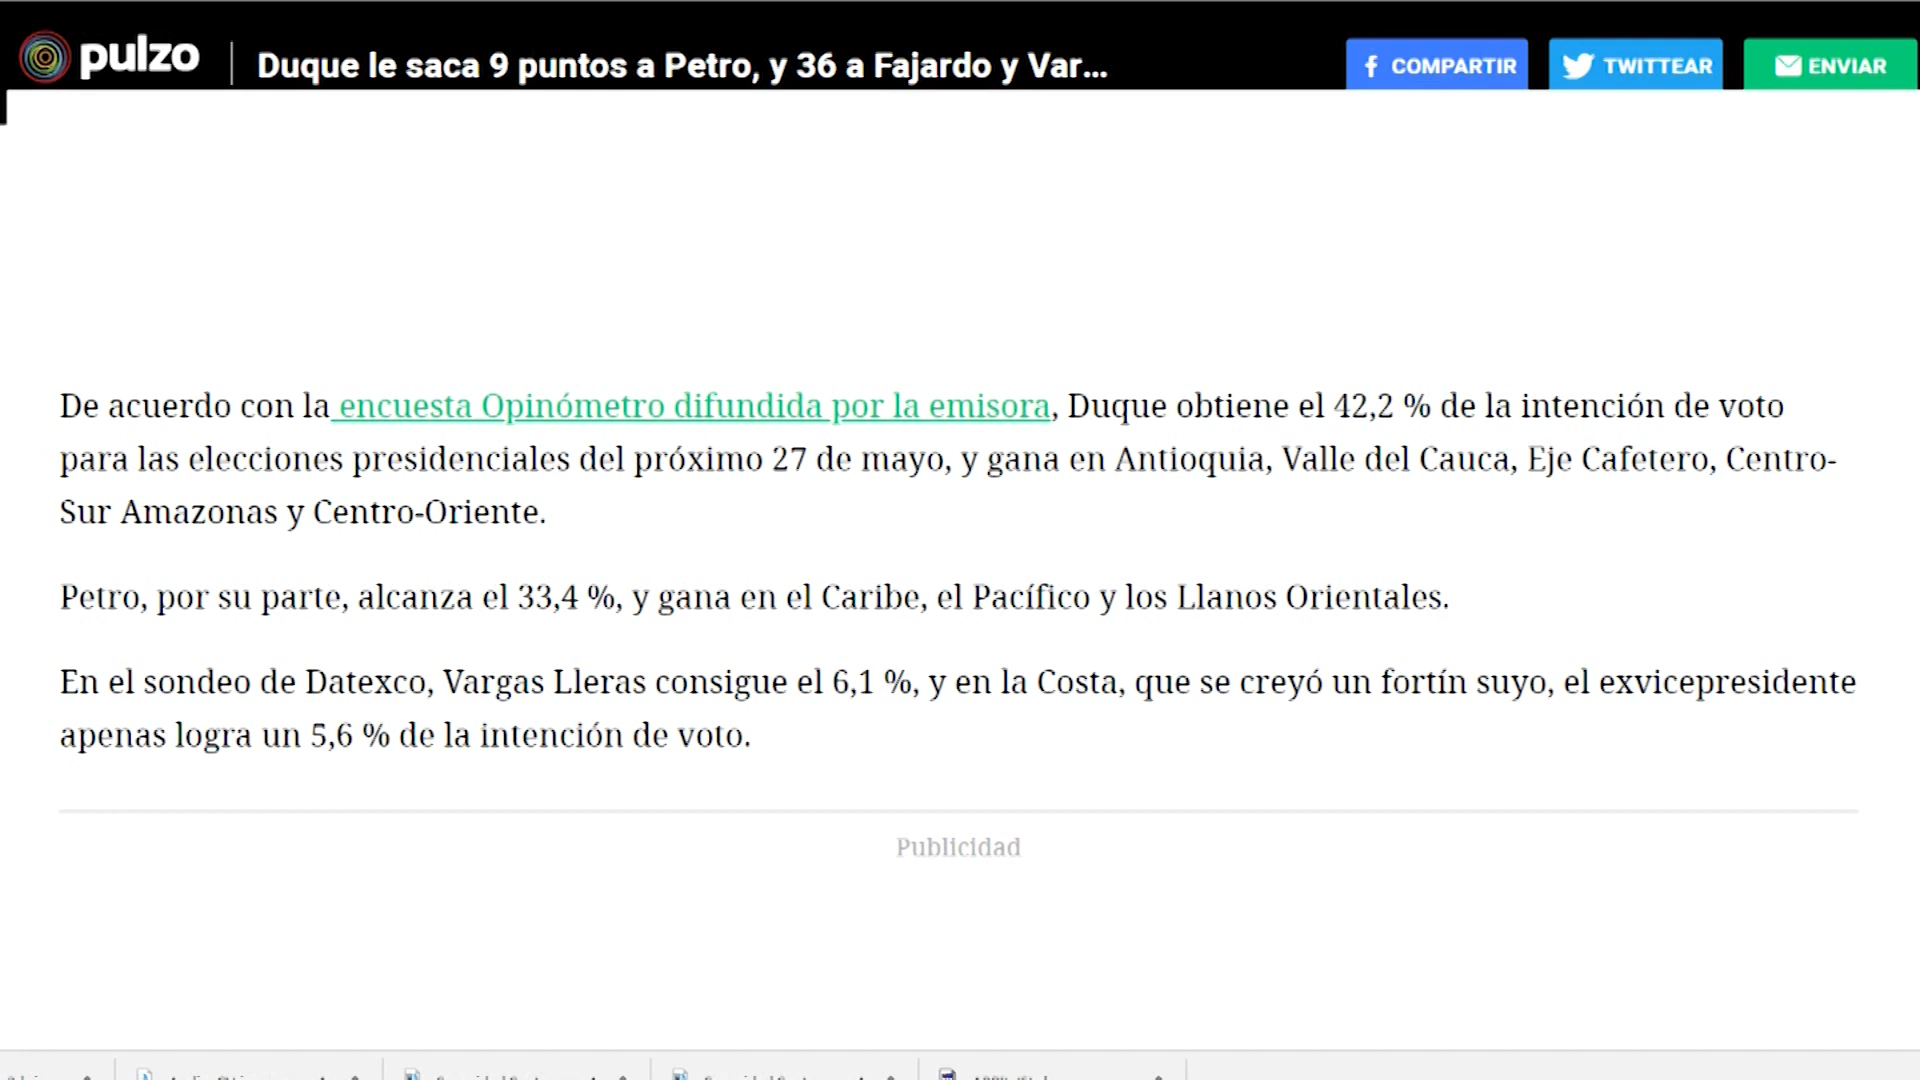 pulzo
Duque le saca 9 puntos a Petro, y 36 a Fajardo y Var...
COMPARTIR
TWITTEAR
ENVIAR
De acuerdo con la encuesta Opinómetro difundida por la emisora, Duque obtiene el 42,2 % de la intención de voto
para las elecciones presidenciales del próximo 27 de mayo, y gana en Antioquia, Valle del Cauca, Eje Cafetero, Centro-
Sur Amazonas y Centro-Oriente.
Petro, por su parte, alcanza el 33,4 %, y gana en el Caribe, el Pacífico y los Llanos Orientales.
En el sondeo de Datexco, Vargas Lleras consigue el 6,1 %, y en la Costa, que se creyó un fortín suyo, el exvicepresidente
apenas logra un 5,6 % de la intención de voto.
Publicidad